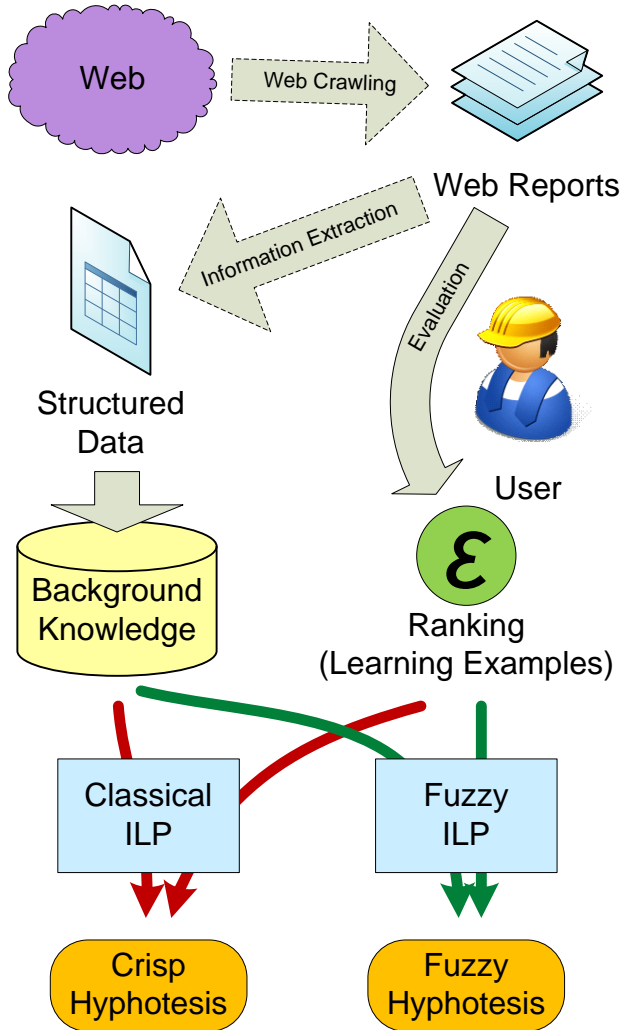 Web
Web Crawling
Web Reports
Information Extraction
Evaluation
Structured
Data
User
ε
Background
Knowledge
Ranking
(Learning Examples)
Classical
ILP
Fuzzy
ILP
Crisp
Hyphotesis
Fuzzy
Hyphotesis